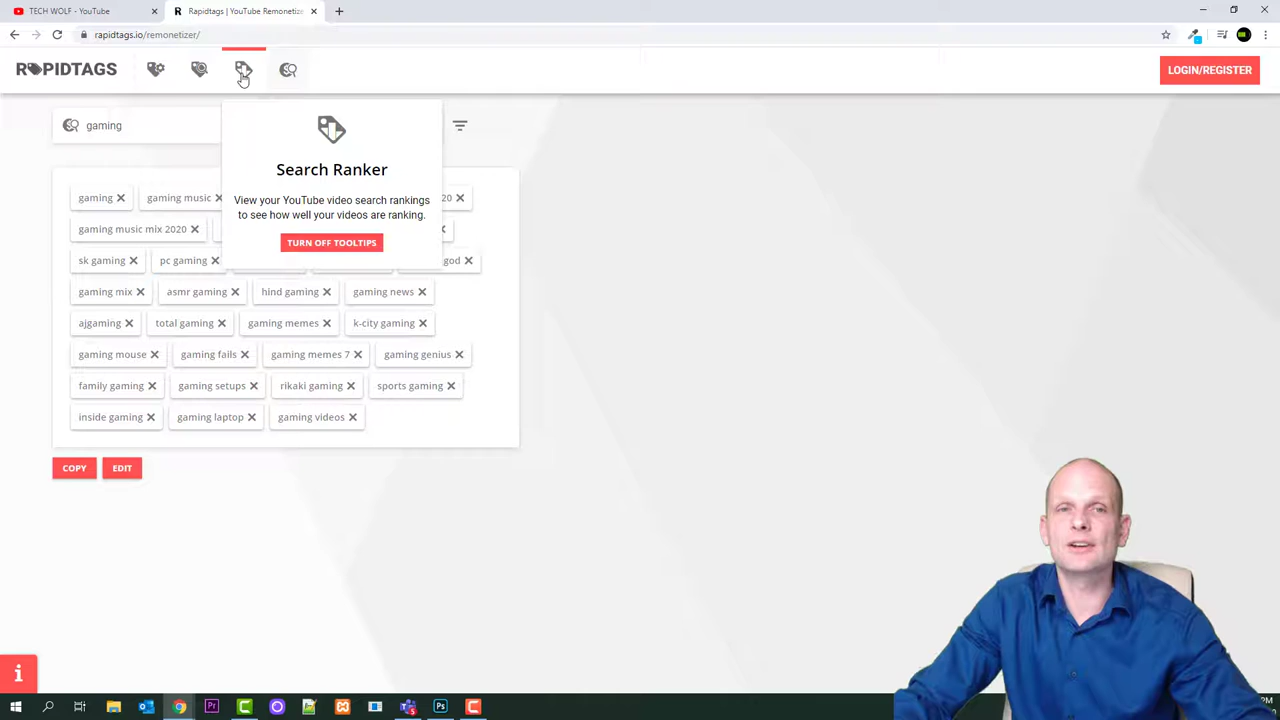 TECH WOLF - YouTube
Rapidtags | YouTube Remonetize
rapidtags.io/remonetizer/
RAPIDTAGS
LOGIN/REGISTER
gaming
Search Ranker
View your YouTube video search rankings
to see how well your videos are ranking.
TURN OFF TOOLTIPS
gaming
gaming music
20
gaming music mix 2020
sk gaming
pc gaming
god
gaming mix
asmr gaming
hind gaming
gaming news
ajgaming
total gaming
gaming memes
k-city gaming
gaming mouse
gaming fails
gaming memes 7
gaming genius
family gaming
gaming setups
rikaki gaming
sports gaming
inside gaming
gaming laptop
gaming videos
COPY
EDIT
i
PM